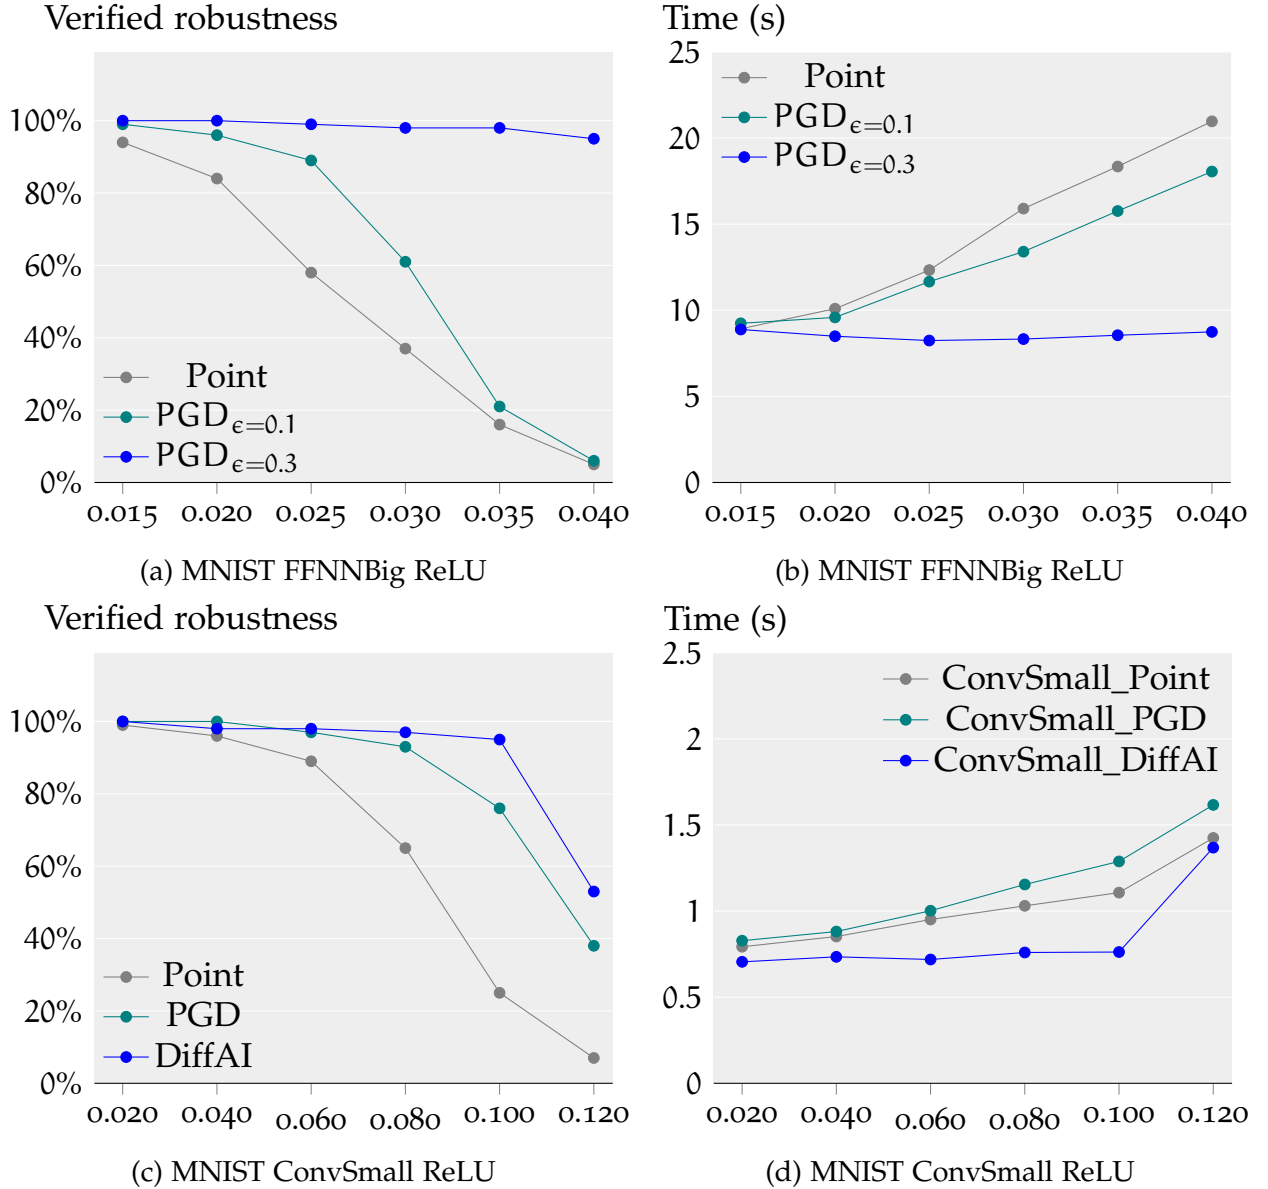 Verified robustness
100%
80%
60%
40%
20%
0%
Point
PGDϵ=0.1
PGDϵ=0.3
0.015 0.020 0.025 0.030 0.035 0.040
(a) MNIST FFNNBig ReLU
Time (s)
25
20
15
10
5
0
Point
PGDϵ=0.1
PGDϵ=0.3
0.015 0.020 0.025 0.030 0.035 0.040
(b) MNIST FFNNBig ReLU
Verified robustness
100%
80%
60%
40%
20%
0%
Point
PGD
DiffAI
0.020 0.040 0.060 0.080 0.100 0.120
(c) MNIST ConvSmall ReLU
Time (s)
2.5
2
1.5
1
0.5
0
ConvSmall_Point
ConvSmall_PGD
ConvSmall_DiffAI
0.020 0.040 0.060 0.080 0.100 0.120
(d) MNIST ConvSmall ReLU